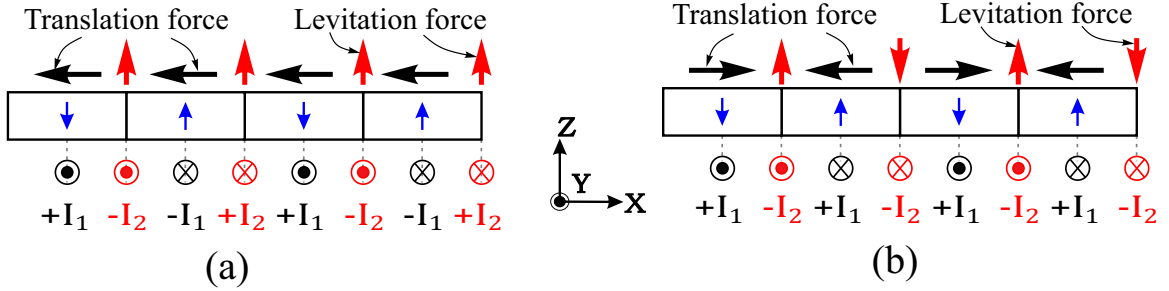 Translation force Levitation force
Translation force Levitation force
Z
Y
X
+I₁ -I₂ -I₁ +I₂ +I₁ -I₂ -I₁ +I₂
+I₁ -I₂ +I₁ -I₂ +I₁ -I₂ +I₁ -I₂
(a)
(b)